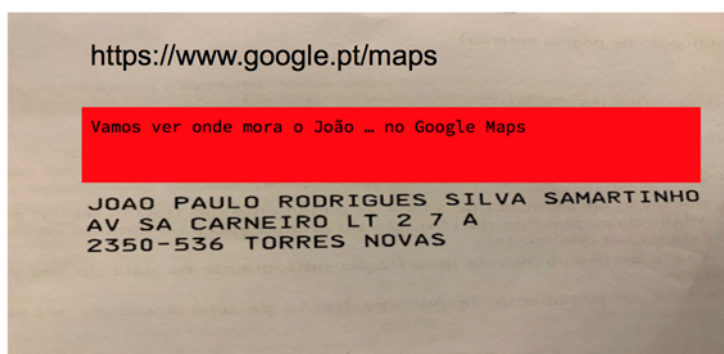 https://www.google.pt/maps
Vamos ver onde mora o João … no Google Maps
JOAO PAULO RODRIGUES SILVA SAMARTINHO
AV SA CARNEIRO LT 2 7 A
2350-536 TORRES NOVAS